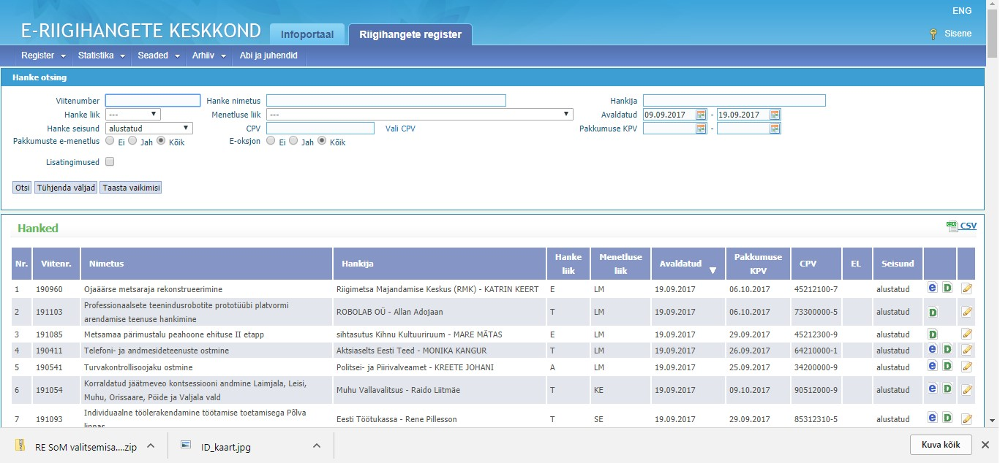 ENG
E-RIIGIHANGETE KESKKOND Infoportaal Riigihangete register Sisene
Register Statistika Seaded Arhiiv Abi ja juhendid
Hanke otsing
Viitenumber Hanke nimetus Hankija
Hanke liik --- Menetluse liik --- Avaldatud 09.09.2017 - 19.09.2017
Hanke seisund alustatud CPV Vali CPV Pakkumuse KPV -
Pakkumuste e-menetlus Ei Jah Kõik E-oksjon Ei Jah Kõik
Lisatingimused
Otsi Tühjenda väljad Taasta vaikimisi
Hanked CSV
Nr. Viitenr. Nimetus Hankija Hanke liik Menetluse liik Avaldatud Pakkumuse KPV CPV EL Seisund
1 190960 Ojaäärse metsaraja rekonstrueerimine Riigimetsa Majandamise Keskus (RMK) - KATRIN KEERT E LM 19.09.2017 06.10.2017 45212100-7 alustatud e D
2 191103 Professionaalsete teenindusrobotite prototüübi platvormi arendamise teenuse hankimine ROBOLAB OÜ - Allan Adojaan T LM 19.09.2017 06.10.2017 73300000-5 alustatud D
3 191085 Metsamaa pärimustalu peahoone ehituse II etapp sihtasutus Kihnu Kultuuriruum - MARE MÄTAS E LM 19.09.2017 29.09.2017 45212300-9 alustatud D
4 190411 Telefoni- ja andmesideteenuste ostmine Aktsiaselts Eesti Teed - MONIKA KANGUR T LM 19.09.2017 26.09.2017 64210000-1 alustatud e D
5 190541 Turvakontrollisoojaku ostmine Politsei- ja Piirivalveamet - KREETE JOHANI A LM 19.09.2017 25.09.2017 34200000-9 alustatud e D
6 191054 Korraldatud jäätmeveo kontsessiooni andmine Laimjala, Leisi, Muhu, Orissaare, Pöide ja Valjala vald Muhu Vallavalitsus - Raido Liitmäe T KE 19.09.2017 09.10.2017 90512000-9 alustatud e D
7 191093 Individuaalne töölerakendamine töötamise toetamisega Põlva linnas Eesti Töötukassa - Rene Pillesson T SE 19.09.2017 29.09.2017 85312310-5 alustatud e D
RE SoM valitsemisa....zip ID_kaart.jpg Kuva kõik